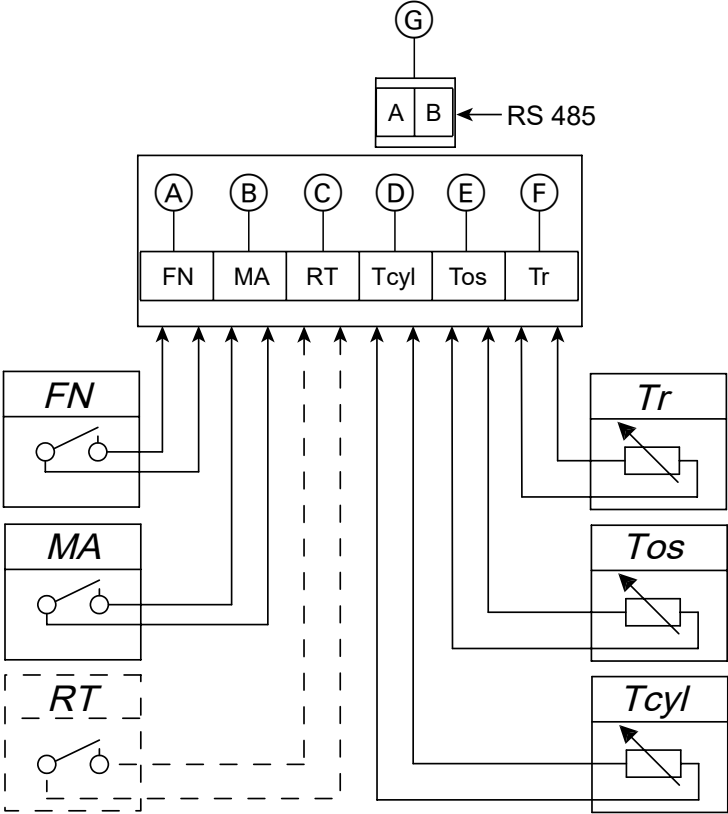 G
A B
RS 485
A B C D E F
FN MA RT Tcyl Tos Tr
FN
Tr
MA
Tos
RT
Tcyl